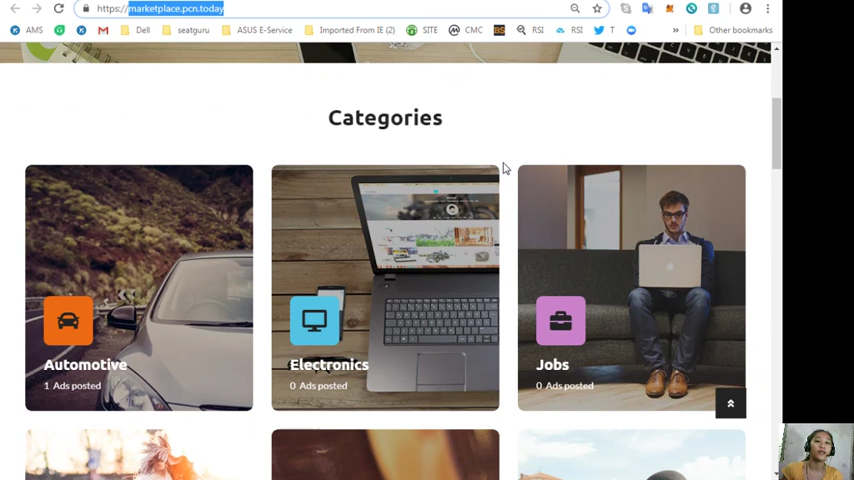 https://marketplace.pcn.today
AMS
M
Dell
seatguru
ASUS E-Service
Imported From IE (2)
SITE
CMC
BS
RSI
RSI
T
»
Other bookmarks
Categories
Automotive
1 Ads posted
Electronics
0 Ads posted
Jobs
0 Ads posted